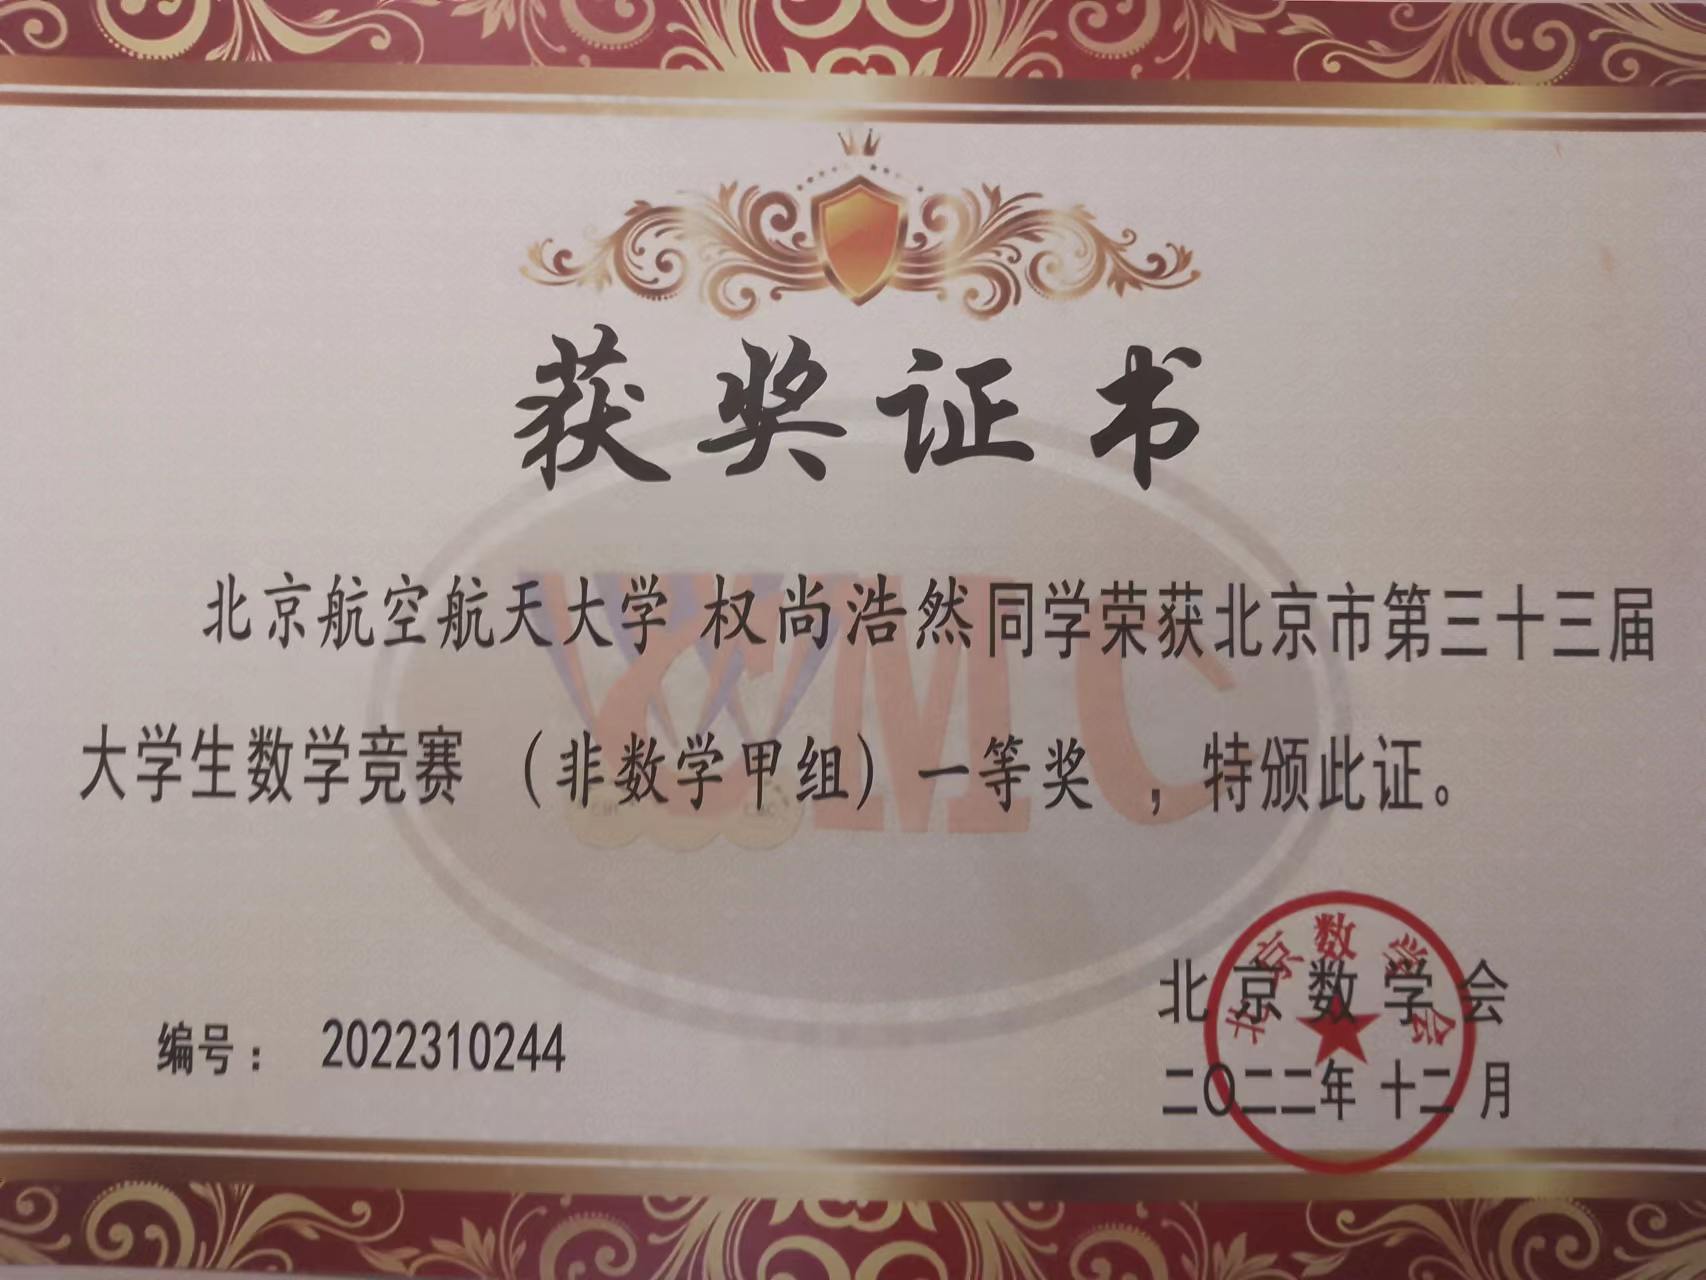 获奖证书
北京航空航天大学 权尚浩然同学荣获北京市第三十三届
大学生数学竞赛 （非数学甲组）一等奖 ，特颁此证。
北京数学会
北京数学会
编号： 2022310244
二〇二二年 十二 月
CMC